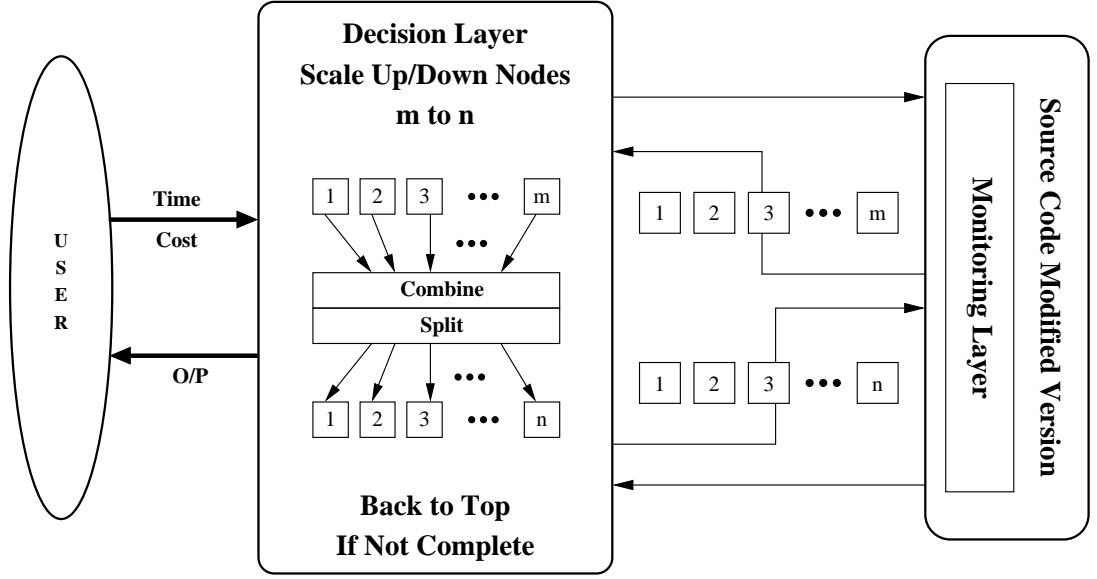 Decision Layer
Scale Up/Down Nodes
m to n
1 2 3 ••• m
•••
Combine
Split
•••
1 2 3 ••• n
Back to Top
If Not Complete
USER
Time
Cost
O/P
1 2 3 ••• m
1 2 3 ••• n
Monitoring Layer
Source Code Modified Version